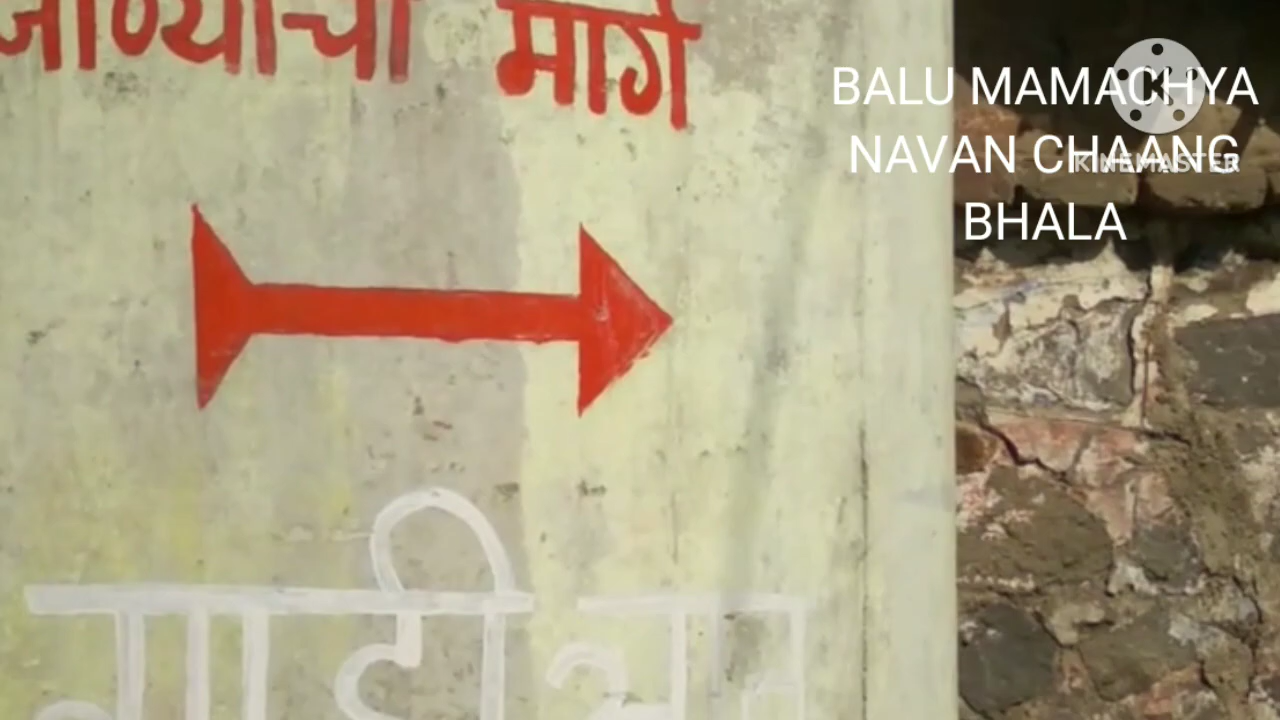 जाण्याचा मार्ग
BALU MAMACHYA
NAVAN CHAANG
BHALA
KINEMASTER
गाडी